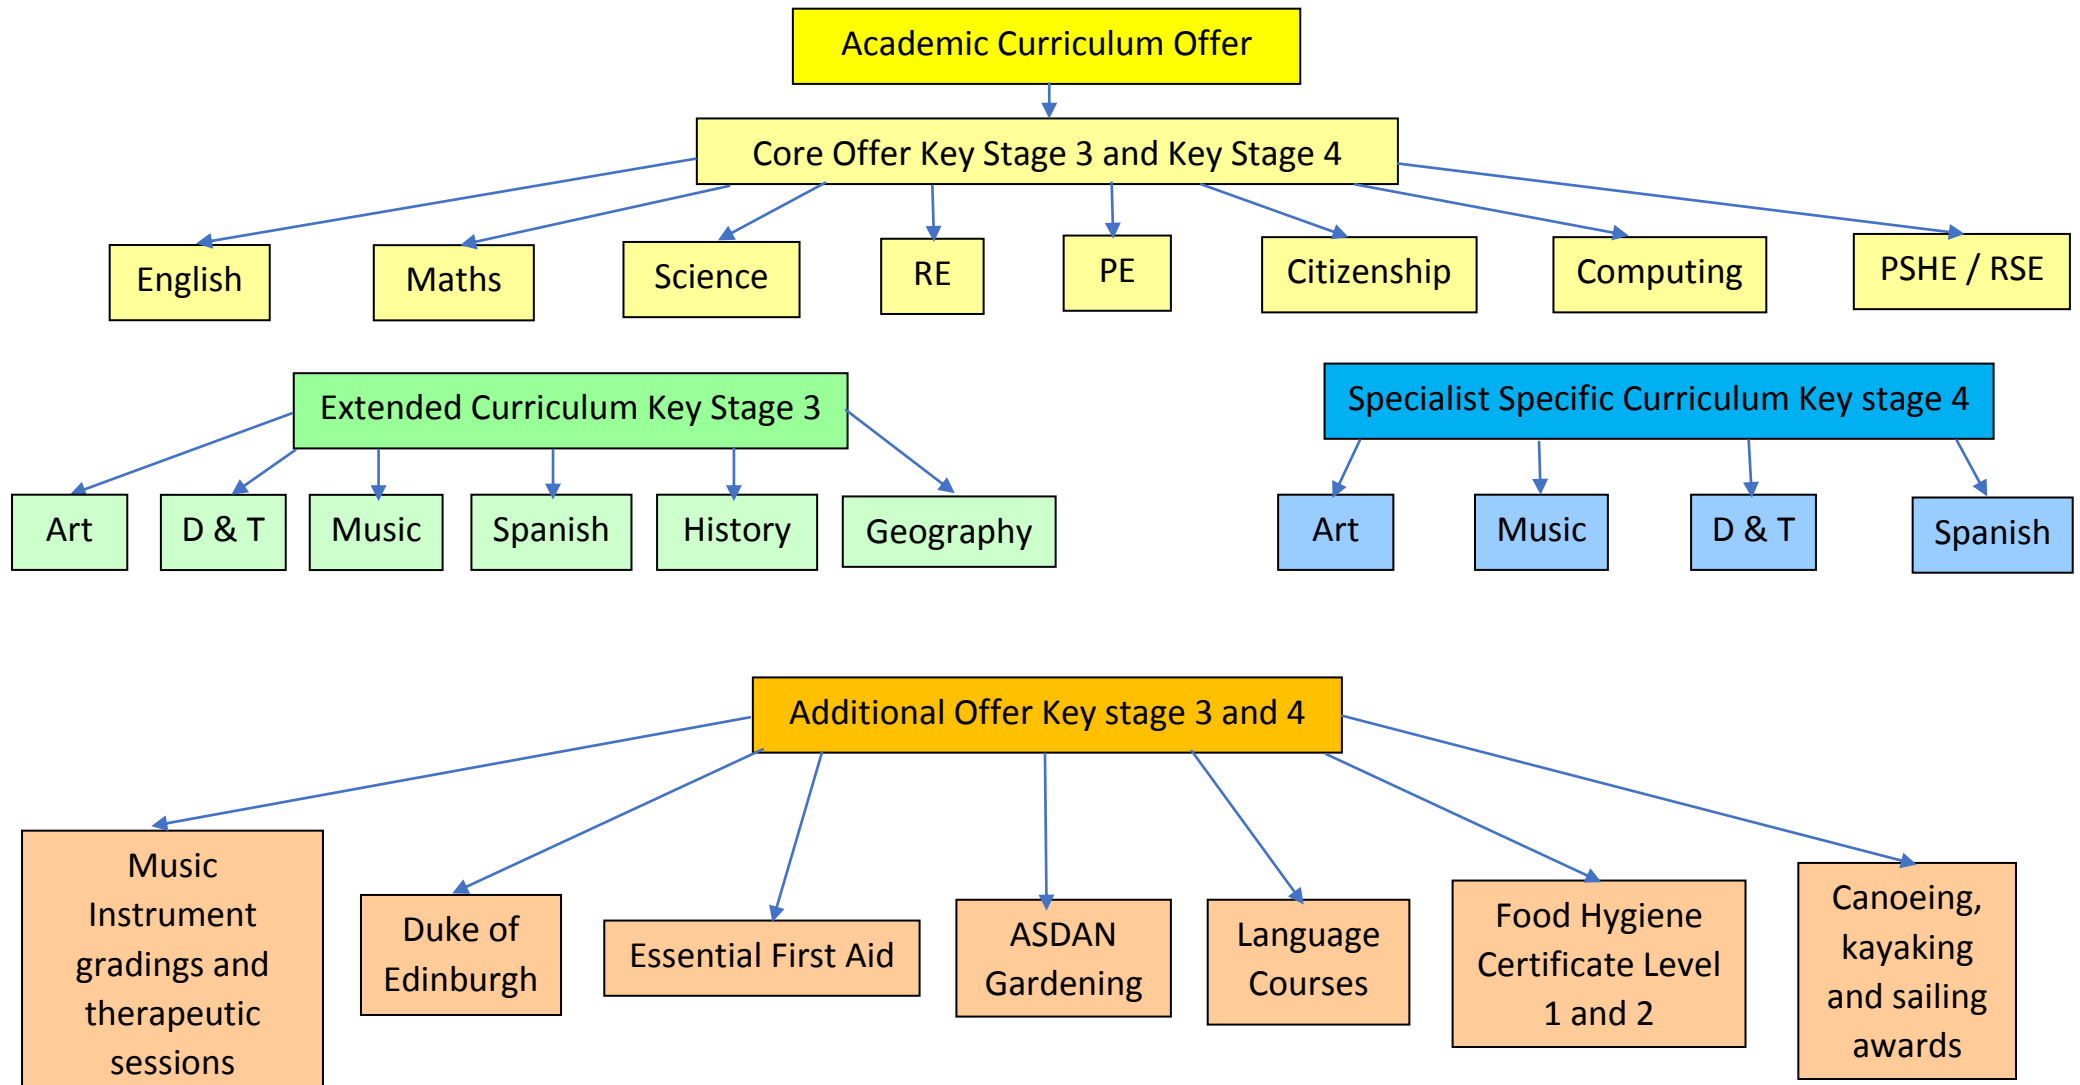 Academic Curriculum Offer
Core Offer Key Stage 3 and Key Stage 4
English
Maths
Science
RE
PE
Citizenship
Computing
PSHE / RSE
Extended Curriculum Key Stage 3
Specialist Specific Curriculum Key stage 4
Art
D & T
Music
Spanish
History
Geography
Art
Music
D & T
Spanish
Additional Offer Key stage 3 and 4
Music
Instrument
gradings and
therapeutic
sessions
Duke of
Edinburgh
Essential First Aid
ASDAN
Gardening
Language
Courses
Food Hygiene
Certificate Level
1 and 2
Canoeing,
kayaking
and sailing
awards